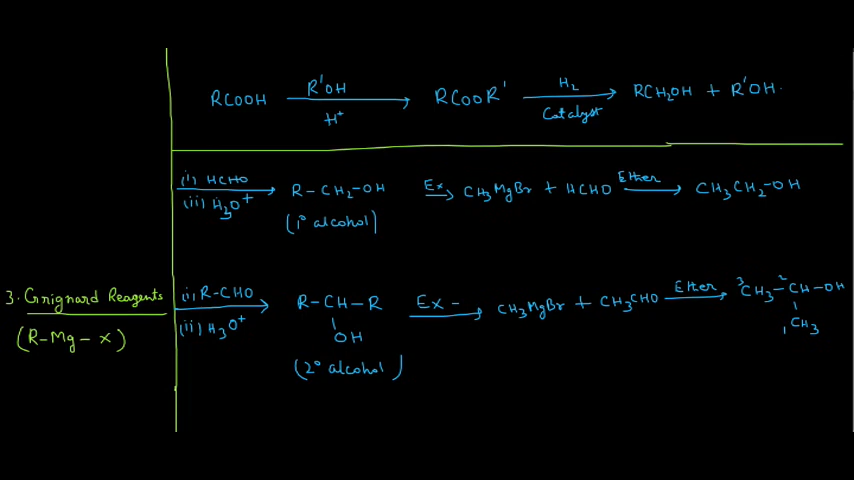 RCOOH R'OH H⁺ RCOOR' H₂ Catalyst RCH₂OH + R'OH.
(i) HCHO (ii) H₃O⁺ R-CH₂-OH Ex CH₃MgBr + HCHO Ether CH₃CH₂-OH
(1° alcohol)
3. Grignard Reagents (i) R-CHO (ii) H₃O⁺ R-CH-R Ex - CH₃MgBr + CH₃CHO Ether ³CH₃-²CH-OH
(R-Mg-X) OH ₁CH₃
(2° alcohol)